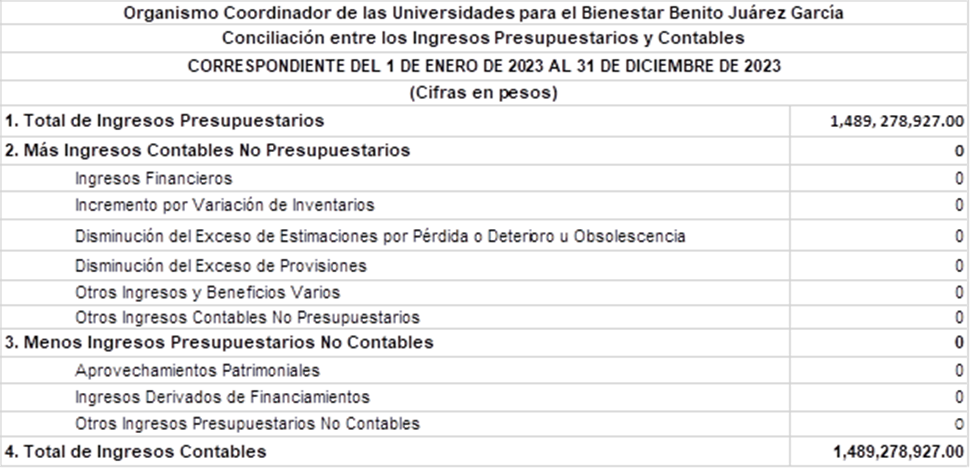 Organismo Coordinador de las Universidades para el Bienestar Benito Juárez García
Conciliación entre los Ingresos Presupuestarios y Contables
CORRESPONDIENTE DEL 1 DE ENERO DE 2023 AL 31 DE DICIEMBRE DE 2023
(Cifras en pesos)
1. Total de Ingresos Presupuestarios 1,489, 278,927.00
2. Más Ingresos Contables No Presupuestarios 0
Ingresos Financieros 0
Incremento por Variación de Inventarios 0
Disminución del Exceso de Estimaciones por Pérdida o Deterioro u Obsolescencia 0
Disminución del Exceso de Provisiones 0
Otros Ingresos y Beneficios Varios 0
Otros Ingresos Contables No Presupuestarios 0
3. Menos Ingresos Presupuestarios No Contables 0
Aprovechamientos Patrimoniales 0
Ingresos Derivados de Financiamientos 0
Otros Ingresos Presupuestarios No Contables 0
4. Total de Ingresos Contables 1,489,278,927.00